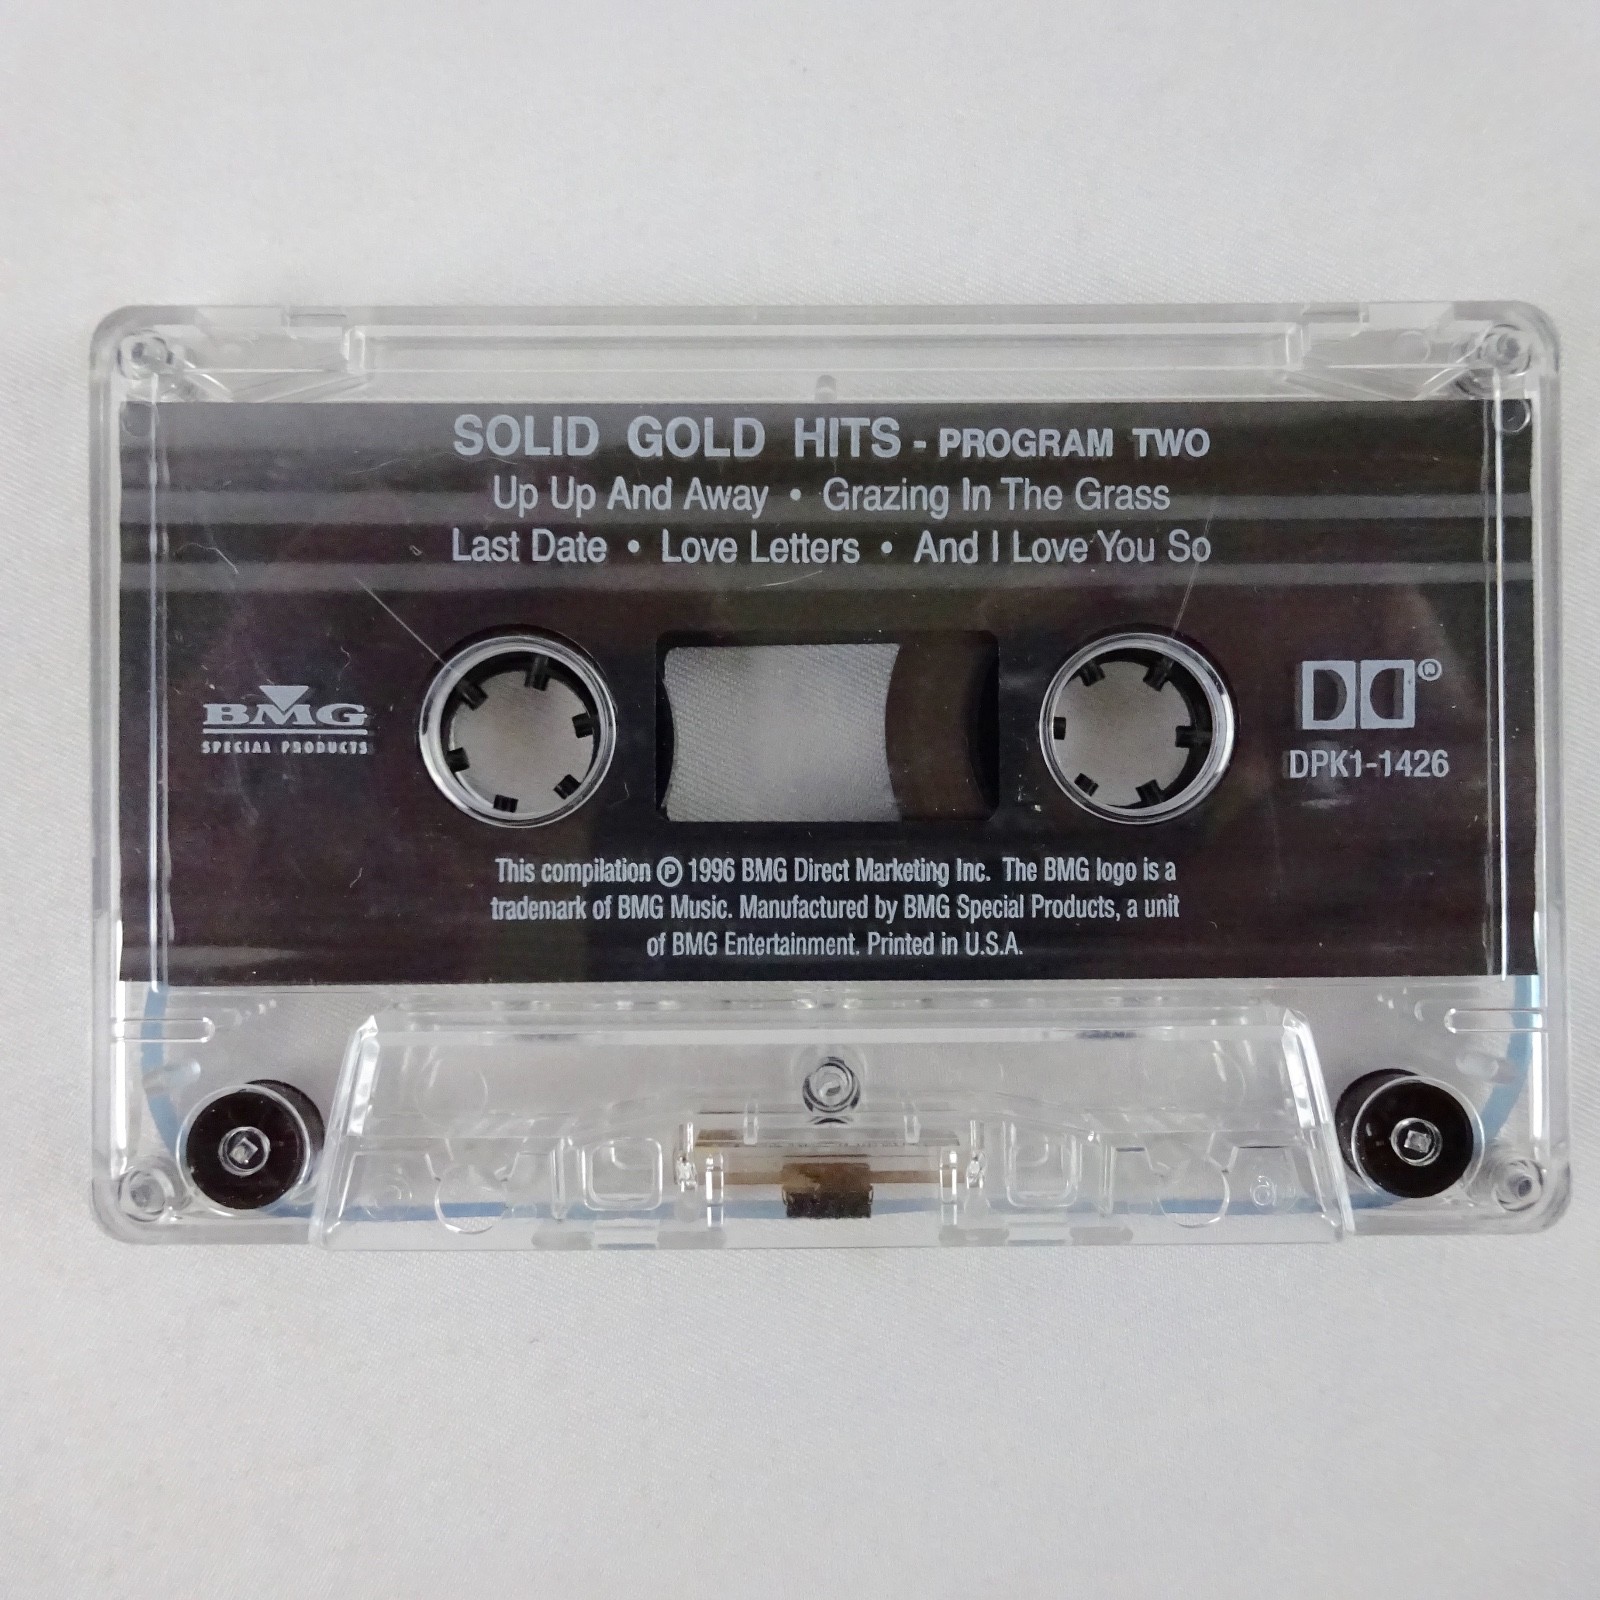 SOLID GOLD HITS - PROGRAM TWO
Up Up And Away • Grazing In The Grass
Last Date • Love Letters • And I Love You So
BMG
SPECIAL PRODUCTS
®
DPK1-1426
This compilation ℗ 1996 BMG Direct Marketing Inc. The BMG logo is a
trademark of BMG Music. Manufactured by BMG Special Products, a unit
of BMG Entertainment. Printed in U.S.A.